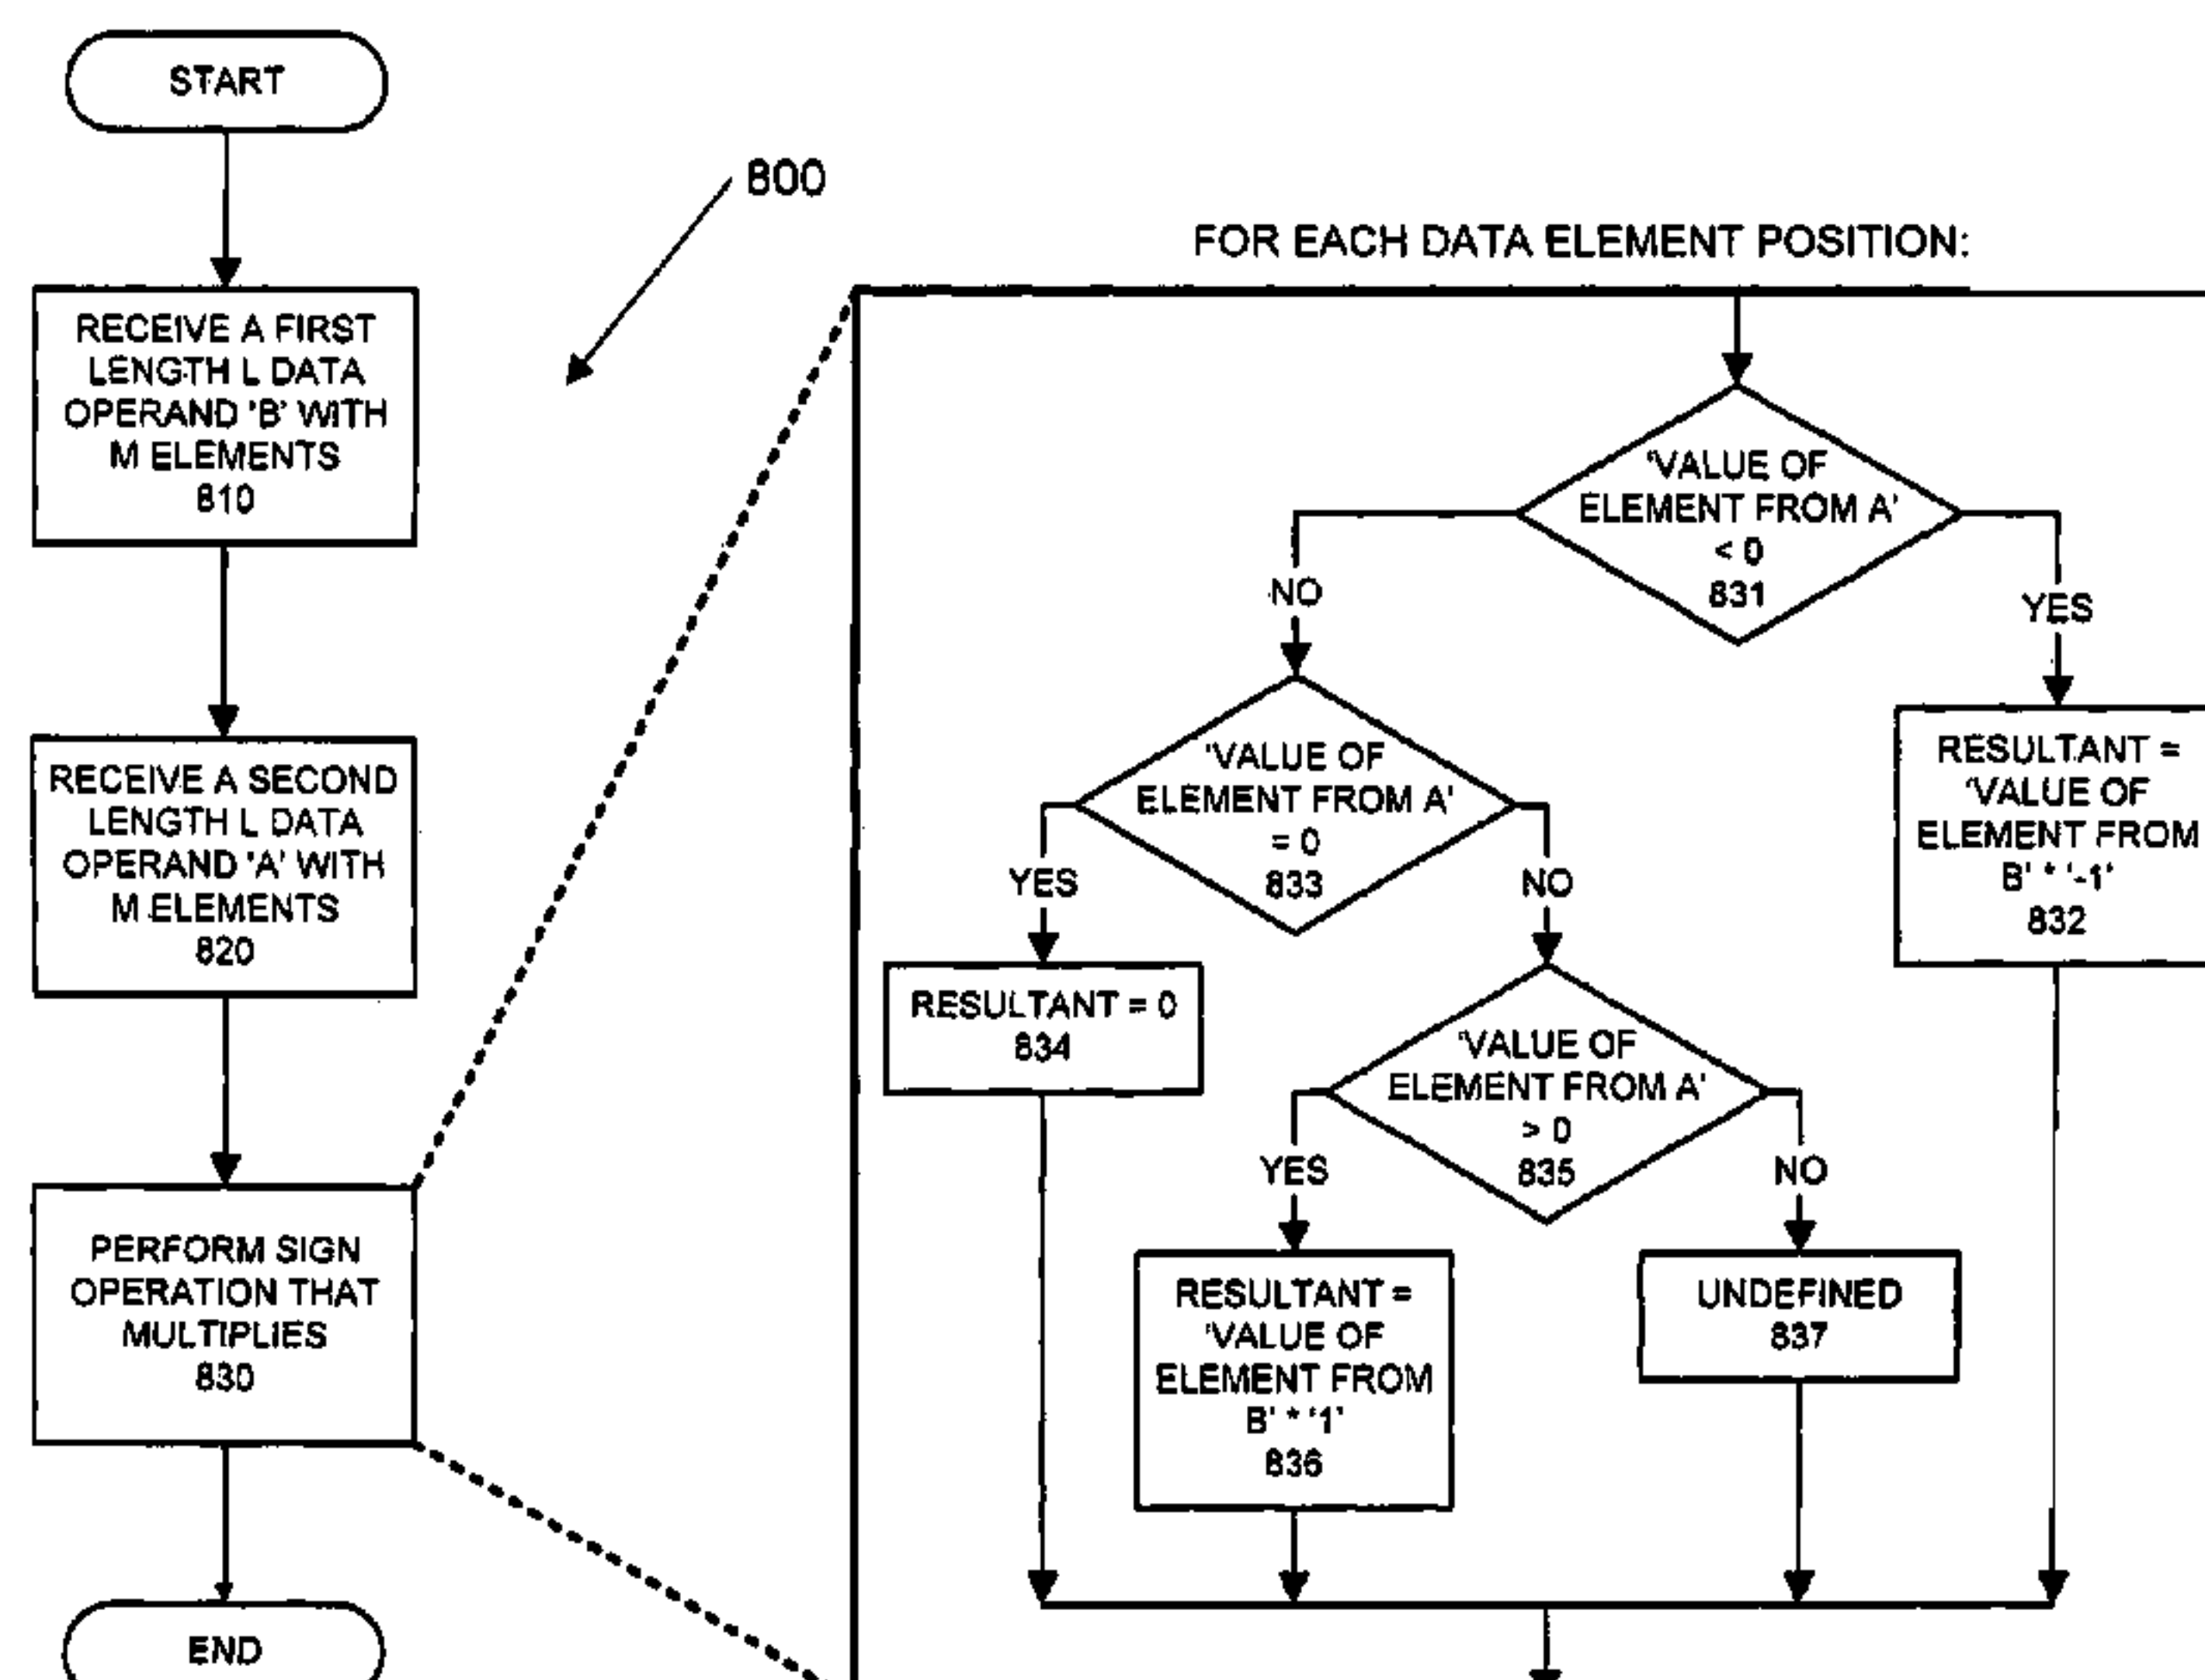 START
RECEIVE A FIRST
LENGTH L DATA
OPERAND 'B' WITH
M ELEMENTS
810
RECEIVE A SECOND
LENGTH L DATA
OPERAND 'A' WITH
M ELEMENTS
820
PERFORM SIGN
OPERATION THAT
MULTIPLIES
830
END
800
FOR EACH DATA ELEMENT POSITION:
'VALUE OF
ELEMENT FROM A'
< 0
831
NO
YES
'VALUE OF
ELEMENT FROM A'
= 0
833
RESULTANT =
'VALUE OF
ELEMENT FROM
B' * '-1'
832
YES
NO
RESULTANT = 0
834
'VALUE OF
ELEMENT FROM A'
> 0
835
YES
NO
RESULTANT =
'VALUE OF
ELEMENT FROM
B' * '1'
836
UNDEFINED
837